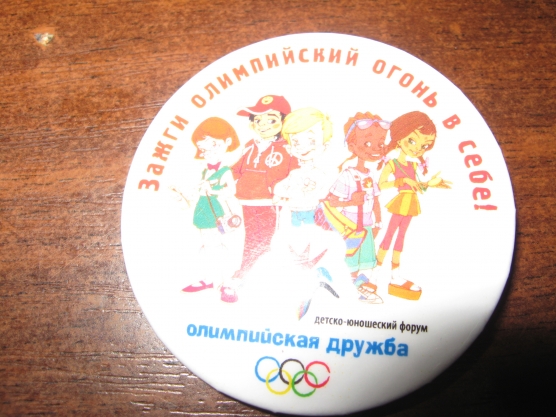 Зажги олимпийский огонь в себе!
детско-юношеский форум
олимпийская дружба